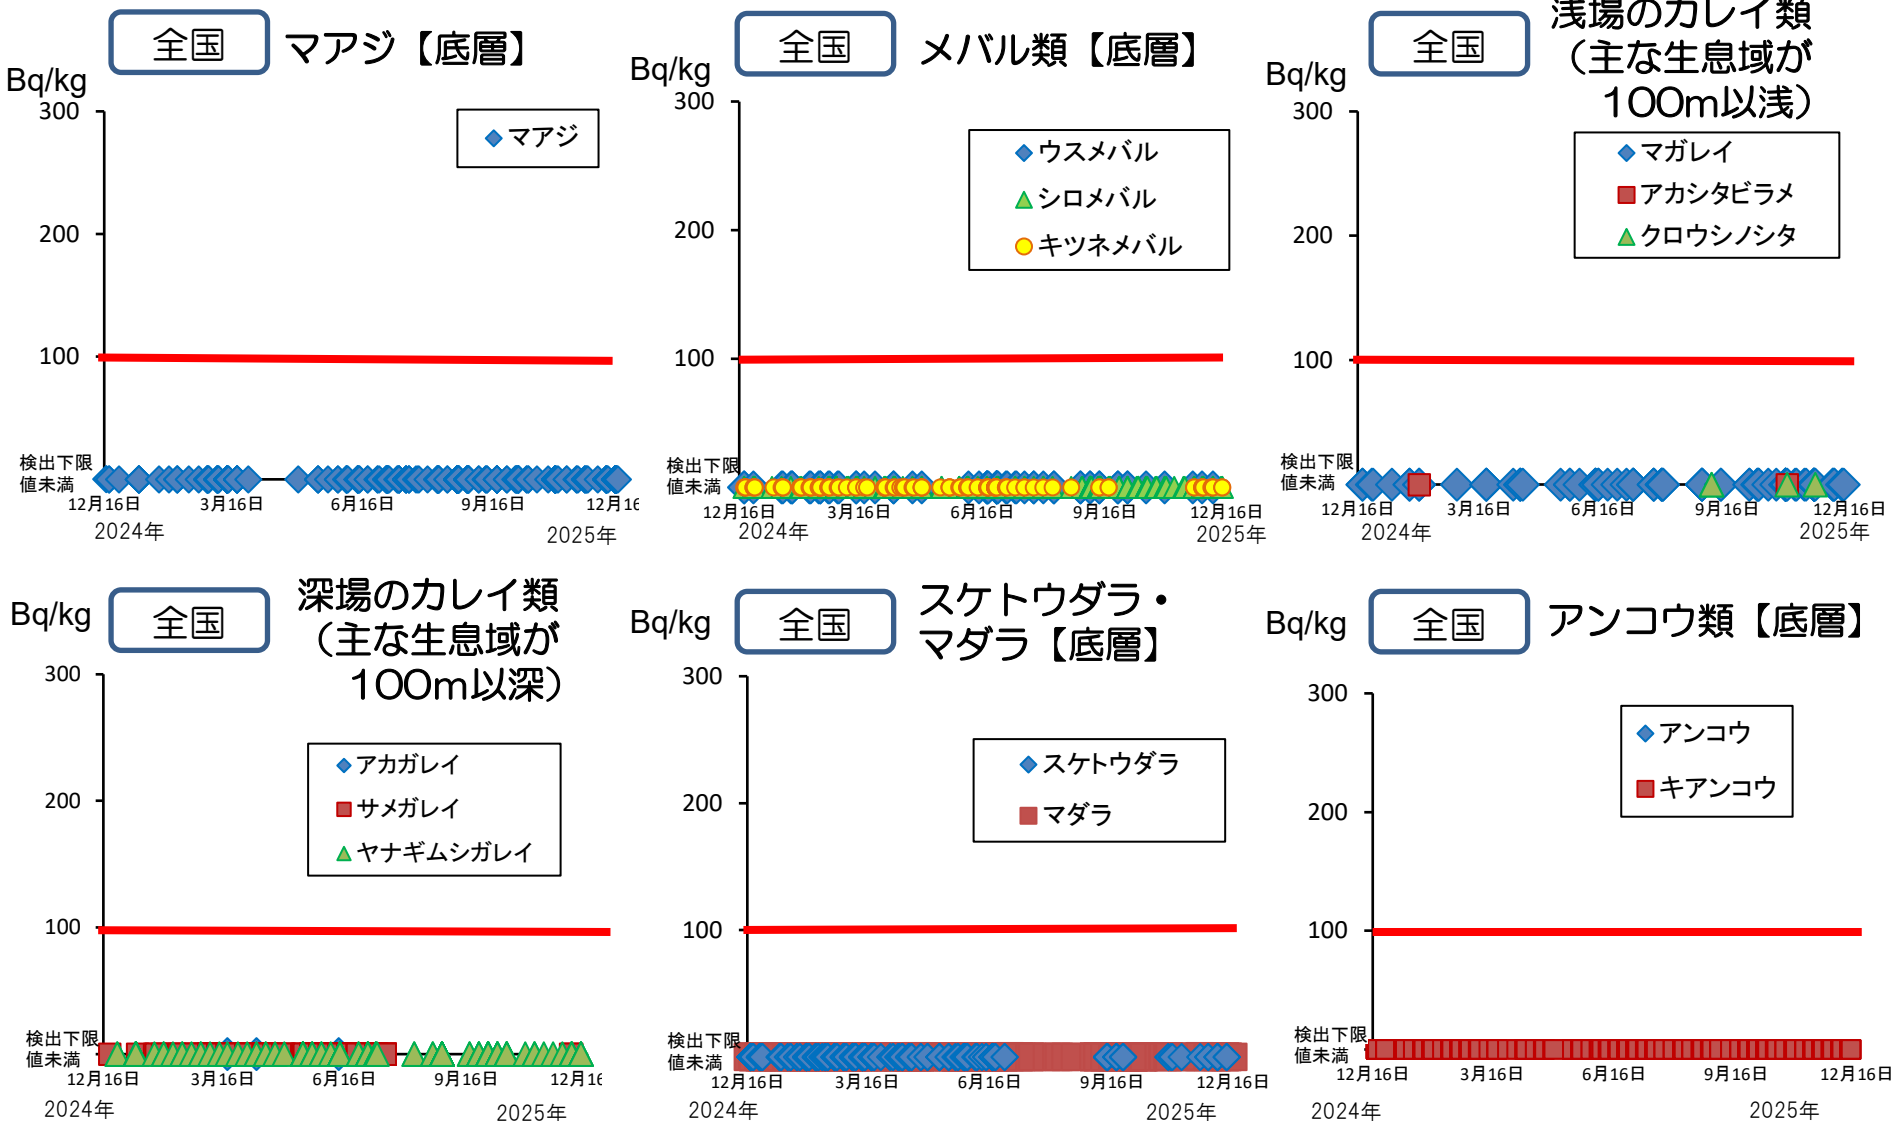 全国
マアジ【底層】
Bq/kg
300
200
100
検出下限
値未満
マアジ
12月16日
3月16日
6月16日
9月16日
12月16
2024年
2025年
全国
メバル類【底層】
Bq/kg
300
200
100
検出下限
値未満
ウスメバル
シロメバル
キツネメバル
12月16日
3月16日
6月16日
9月16日
12月16日
2024年
2025年
全国
浅場のカレイ類
（主な生息域が
100m以浅）
Bq/kg
300
200
100
検出下限
値未満
マガレイ
アカシタビラメ
クロウシノシタ
12月16日
3月16日
6月16日
9月16日
12月16日
2024年
2025年
全国
深場のカレイ類
（主な生息域が
100m以深）
Bq/kg
300
200
100
検出下限
値未満
アカガレイ
サメガレイ
ヤナギムシガレイ
12月16日
3月16日
6月16日
9月16日
12月16
2024年
2025年
全国
スケトウダラ・
マダラ【底層】
Bq/kg
300
200
100
検出下限
値未満
スケトウダラ
マダラ
12月16日
3月16日
6月16日
9月16日
12月16日
2024年
2025年
全国
アンコウ類【底層】
Bq/kg
300
200
100
検出下限
値未満
アンコウ
キアンコウ
12月16日
3月16日
6月16日
9月16日
12月16日
2024年
2025年